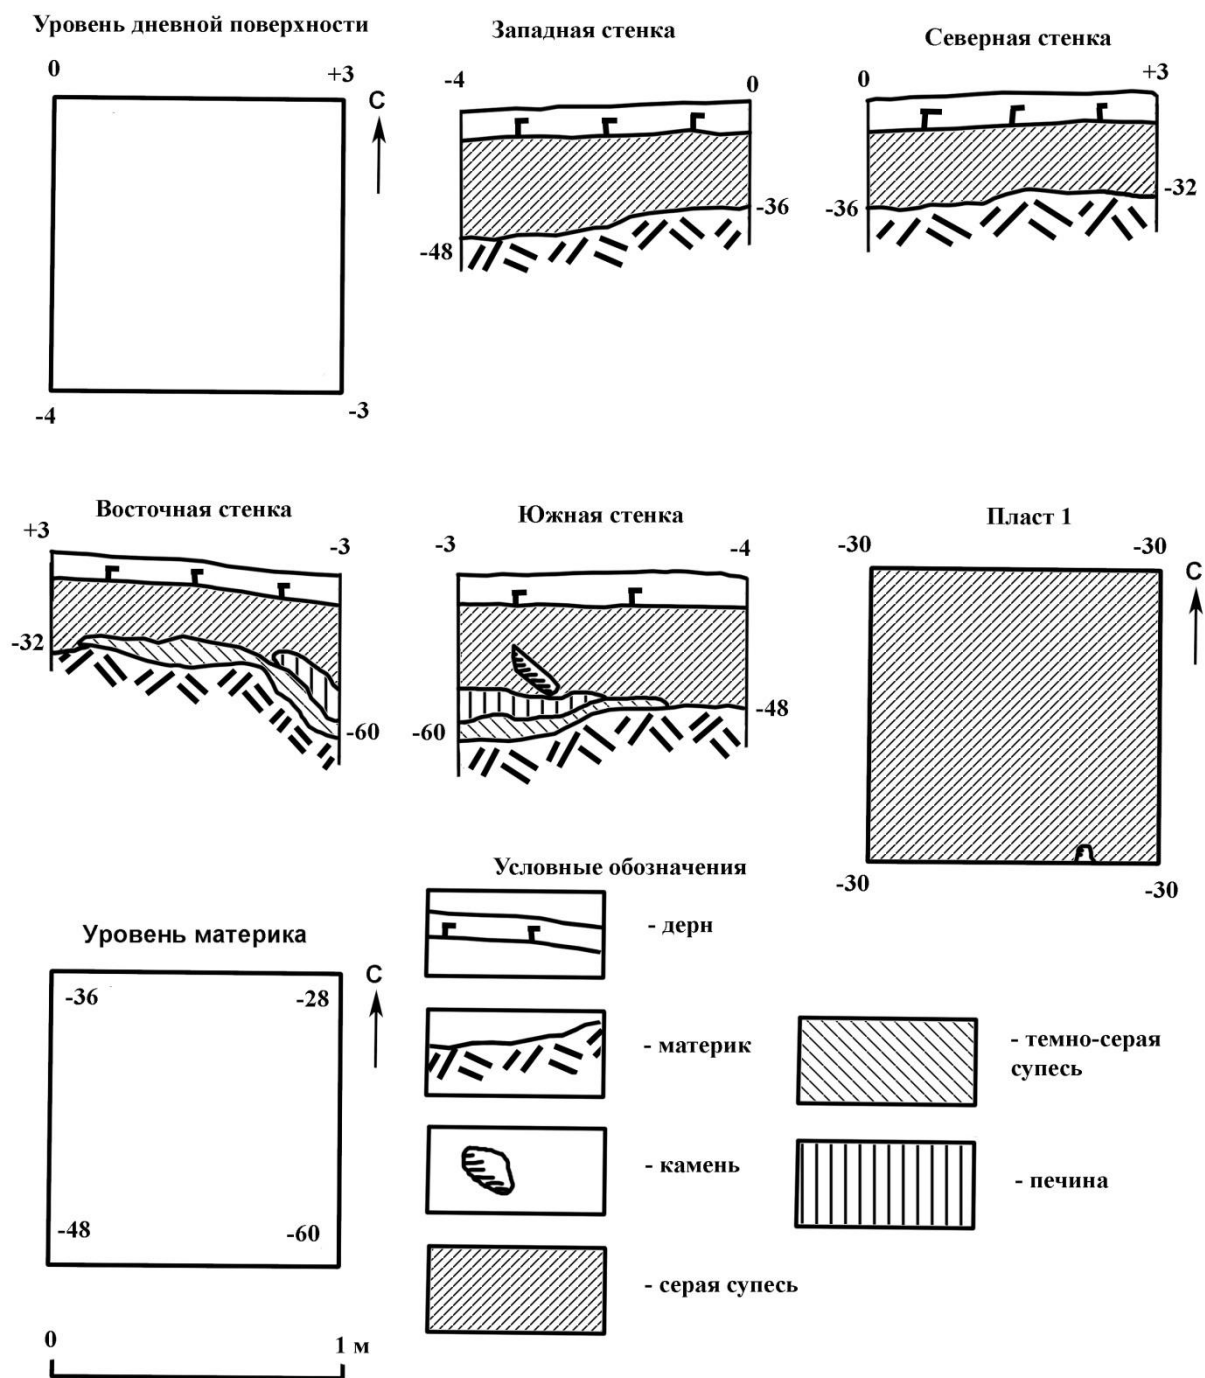 Уровень дневной поверхности
0
+3
С
-4
-3
Западная стенка
-4
0
-48
-36
Северная стенка
0
+3
-36
-32
Восточная стенка
+3
-3
-32
-60
Южная стенка
-3
-4
-60
-48
Пласт 1
-30
-30
С
-30
-30
Уровень материка
-36
-28
С
-48
-60
0
1 м
Условные обозначения
- дерн
- материк
- камень
- серая супесь
- темно-серая
супесь
- печина